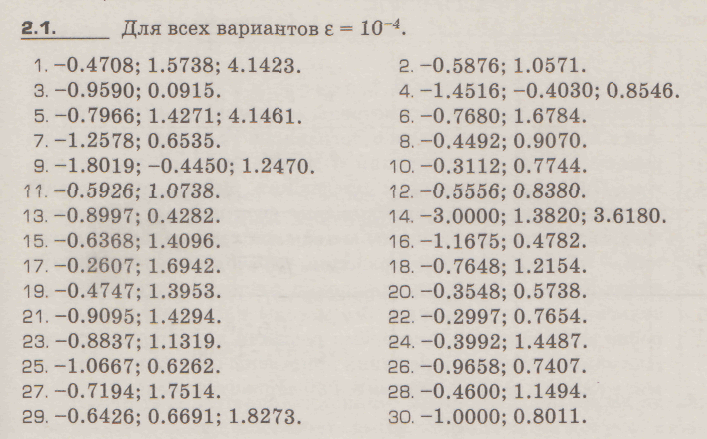 2.1. Для всех вариантов ε = 10⁻⁴.
1. −0.4708; 1.5738; 4.1423. 2. −0.5876; 1.0571.
3. −0.9590; 0.0915. 4. −1.4516; −0.4030; 0.8546.
5. −0.7966; 1.4271; 4.1461. 6. −0.7680; 1.6784.
7. −1.2578; 0.6535. 8. −0.4492; 0.9070.
9. −1.8019; −0.4450; 1.2470. 10. −0.3112; 0.7744.
11. −0.5926; 1.0738. 12. −0.5556; 0.8380.
13. −0.8997; 0.4282. 14. −3.0000; 1.3820; 3.6180.
15. −0.6368; 1.4096. 16. −1.1675; 0.4782.
17. −0.2607; 1.6942. 18. −0.7648; 1.2154.
19. −0.4747; 1.3953. 20. −0.3548; 0.5738.
21. −0.9095; 1.4294. 22. −0.2997; 0.7654.
23. −0.8837; 1.1319. 24. −0.3992; 1.4487.
25. −1.0667; 0.6262. 26. −0.9658; 0.7407.
27. −0.7194; 1.7514. 28. −0.4600; 1.1494.
29. −0.6426; 0.6691; 1.8273. 30. −1.0000; 0.8011.